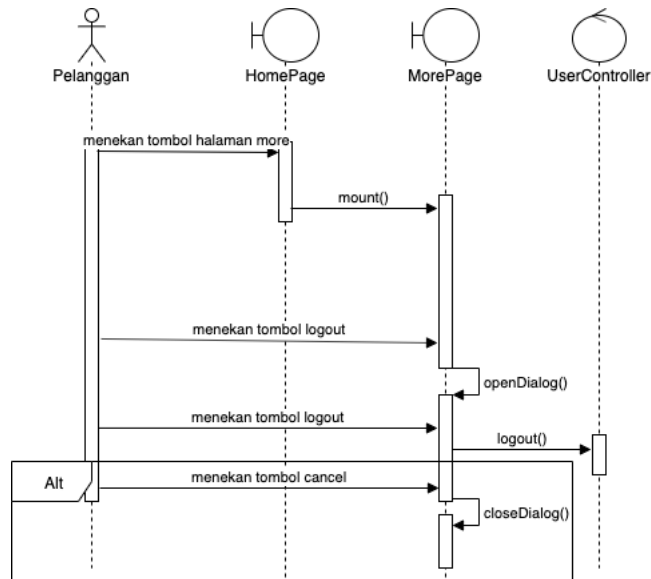 Pelanggan
HomePage
MorePage
UserController
menekan tombol halaman more
mount()
menekan tombol logout
openDialog()
menekan tombol logout
logout()
Alt
menekan tombol cancel
closeDialog()